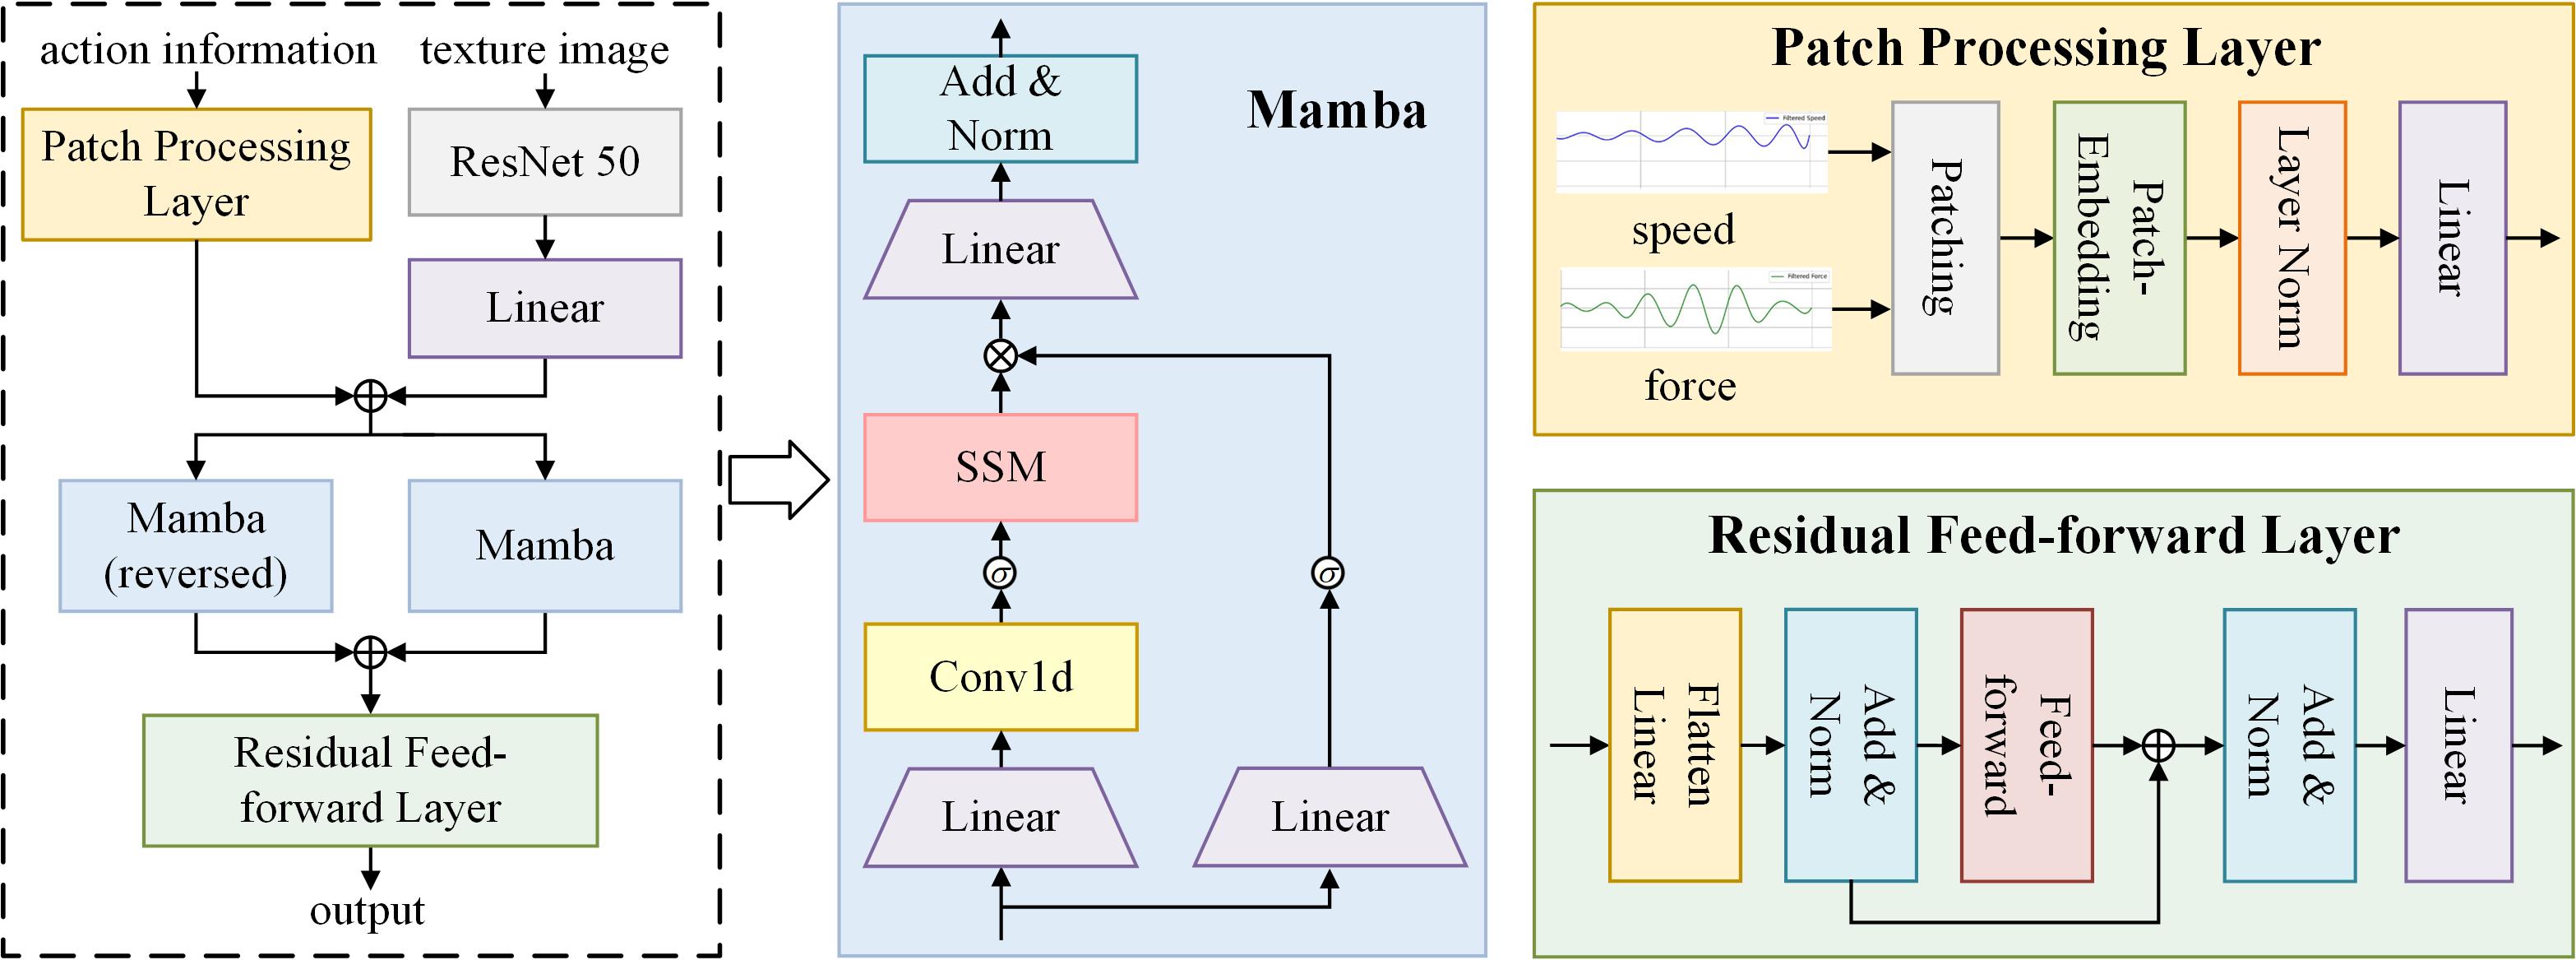 action information
texture image
Patch Processing
Layer
ResNet 50
Linear
Mamba
(reversed)
Mamba
Residual Feed-
forward Layer
output
Mamba
Add &
Norm
Linear
SSM
σ
σ
Conv1d
Linear
Linear
Patch Processing Layer
Filtered Speed
speed
Filtered Force
force
Patching
Patch-
Embedding
Layer Norm
Linear
Residual Feed-forward Layer
Flatten
Linear
Add &
Norm
Feed-
forward
Add &
Norm
Linear